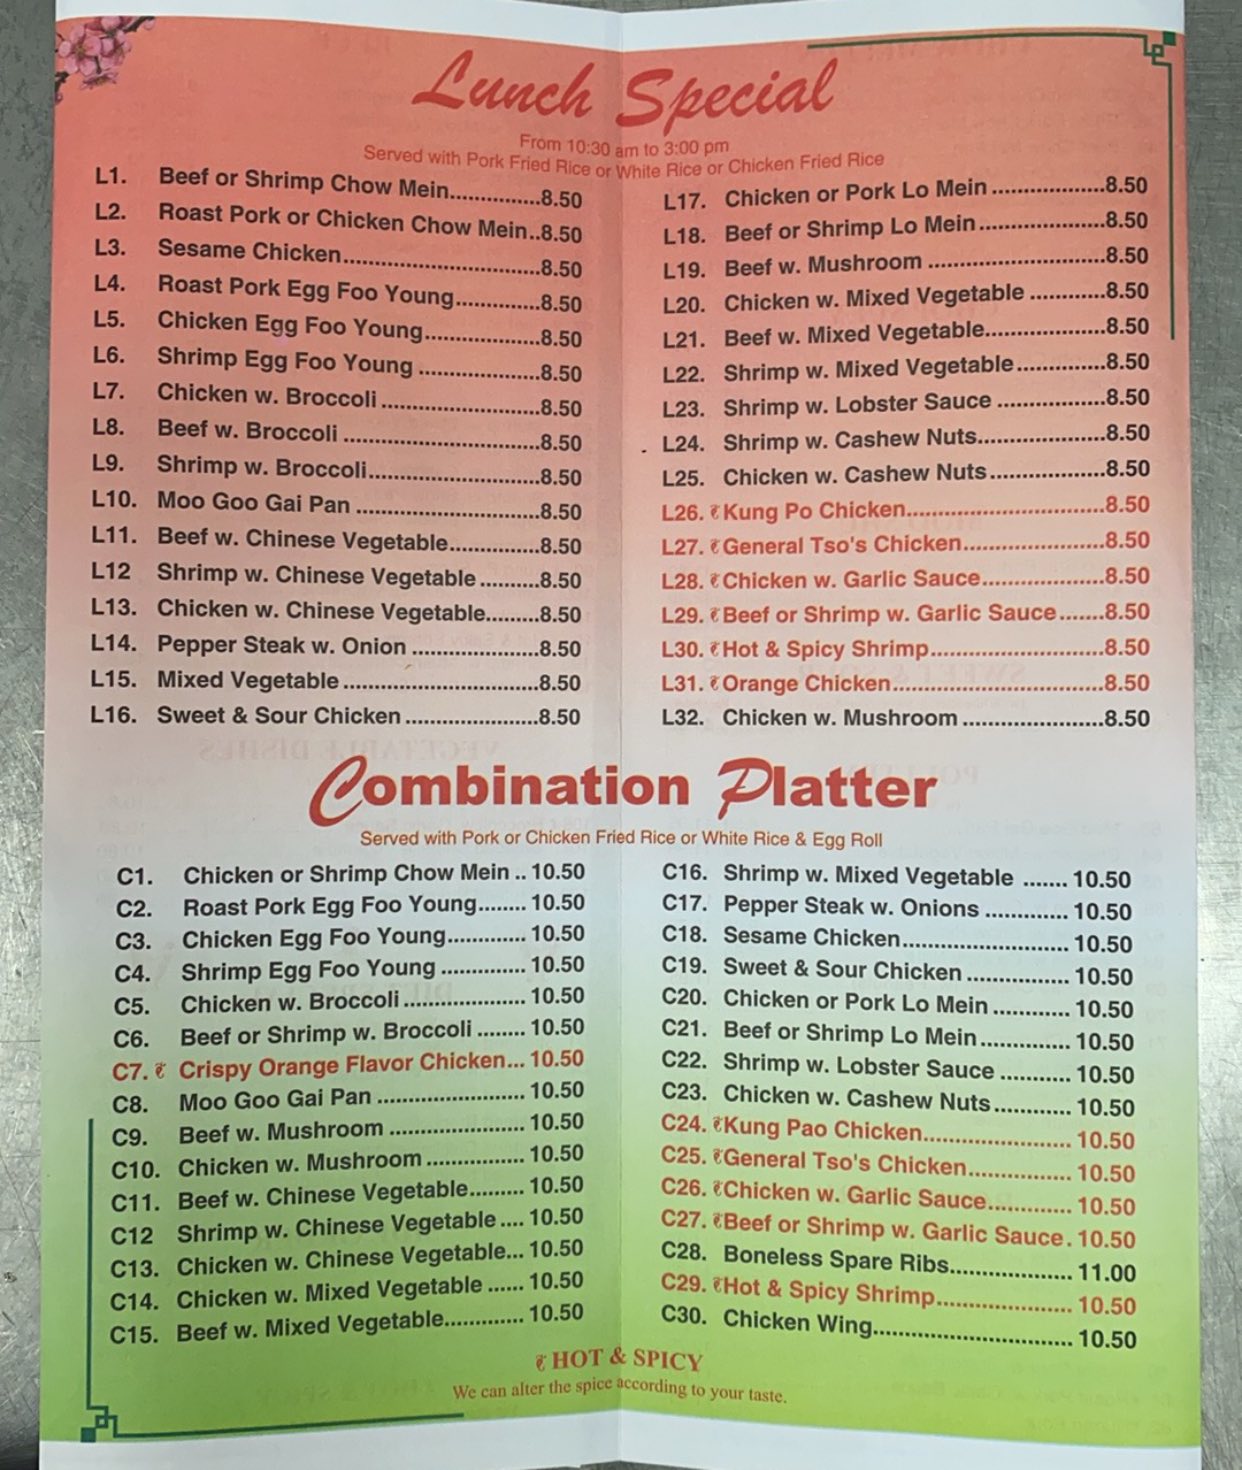 Lunch Special
From 10:30 am to 3:00 pm
Served with Pork Fried Rice or White Rice or Chicken Fried Rice
L1. Beef or Shrimp Chow Mein...............8.50
L2. Roast Pork or Chicken Chow Mein..8.50
L3. Sesame Chicken................................8.50
L4. Roast Pork Egg Foo Young..............8.50
L5. Chicken Egg Foo Young...................8.50
L6. Shrimp Egg Foo Young ....................8.50
L7. Chicken w. Broccoli ..........................8.50
L8. Beef w. Broccoli ................................8.50
L9. Shrimp w. Broccoli............................8.50
L10. Moo Goo Gai Pan ..............................8.50
L11. Beef w. Chinese Vegetable...............8.50
L12 Shrimp w. Chinese Vegetable ..........8.50
L13. Chicken w. Chinese Vegetable.........8.50
L14. Pepper Steak w. Onion .....................8.50
L15. Mixed Vegetable ................................8.50
L16. Sweet & Sour Chicken ......................8.50
L17. Chicken or Pork Lo Mein ..................8.50
L18. Beef or Shrimp Lo Mein ....................8.50
L19. Beef w. Mushroom ............................8.50
L20. Chicken w. Mixed Vegetable ............8.50
L21. Beef w. Mixed Vegetable...................8.50
L22. Shrimp w. Mixed Vegetable ..............8.50
L23. Shrimp w. Lobster Sauce .................8.50
L24. Shrimp w. Cashew Nuts....................8.50
L25. Chicken w. Cashew Nuts ..................8.50
L26. Kung Po Chicken................................8.50
L27. General Tso's Chicken.......................8.50
L28. Chicken w. Garlic Sauce....................8.50
L29. Beef or Shrimp w. Garlic Sauce.......8.50
L30. Hot & Spicy Shrimp............................8.50
L31. Orange Chicken..................................8.50
L32. Chicken w. Mushroom .......................8.50
Combination Platter
Served with Pork or Chicken Fried Rice or White Rice & Egg Roll
C1. Chicken or Shrimp Chow Mein .. 10.50
C2. Roast Pork Egg Foo Young........ 10.50
C3. Chicken Egg Foo Young............. 10.50
C4. Shrimp Egg Foo Young .............. 10.50
C5. Chicken w. Broccoli .................... 10.50
C6. Beef or Shrimp w. Broccoli ........ 10.50
C7. Crispy Orange Flavor Chicken... 10.50
C8. Moo Goo Gai Pan ........................ 10.50
C9. Beef w. Mushroom ...................... 10.50
C10. Chicken w. Mushroom ................ 10.50
C11. Beef w. Chinese Vegetable......... 10.50
C12 Shrimp w. Chinese Vegetable .... 10.50
C13. Chicken w. Chinese Vegetable... 10.50
C14. Chicken w. Mixed Vegetable ...... 10.50
C15. Beef w. Mixed Vegetable............. 10.50
C16. Shrimp w. Mixed Vegetable ....... 10.50
C17. Pepper Steak w. Onions ............. 10.50
C18. Sesame Chicken........................... 10.50
C19. Sweet & Sour Chicken ................. 10.50
C20. Chicken or Pork Lo Mein ............. 10.50
C21. Beef or Shrimp Lo Mein............... 10.50
C22. Shrimp w. Lobster Sauce ............ 10.50
C23. Chicken w. Cashew Nuts............. 10.50
C24. Kung Pao Chicken........................ 10.50
C25. General Tso's Chicken................. 10.50
C26. Chicken w. Garlic Sauce.............. 10.50
C27. Beef or Shrimp w. Garlic Sauce. 10.50
C28. Boneless Spare Ribs.................... 11.00
C29. Hot & Spicy Shrimp...................... 10.50
C30. Chicken Wing................................. 10.50
HOT & SPICY
We can alter the spice according to your taste.